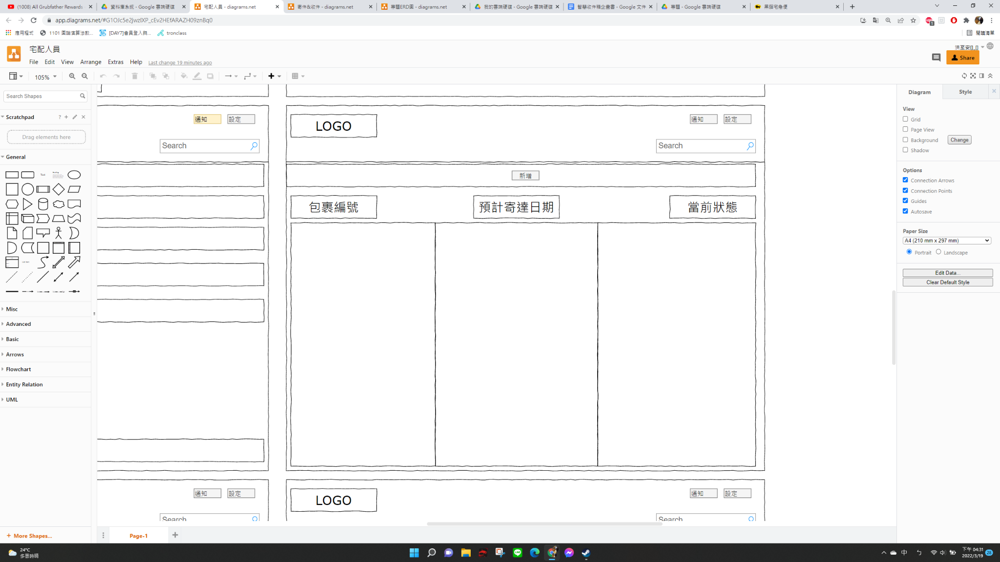 (1008) All Grubfather Rewards
資料庫系統 - Google 雲端硬碟
宅配人員 - diagrams.net
寄件&收件 - diagrams.net
專題ERD圖 - diagrams.net
我的雲端硬碟 - Google 雲端硬碟
智慧收件箱企畫書 - Google 文件
專題 - Google 雲端硬碟
黑貓宅急便
app.diagrams.net/#G1OJc5e2JwzIXP_cEv2HEfARAZH09znBq0
應用程式
1101 圖論演算法教...
[DAY7]會員登入與...
tronclass
閱讀清單
宅配人員
洪至安[]_[]
File Edit View Arrange Extras Help Last change 19 minutes ago
Share
105%
Search Shapes
Scratchpad
Drag elements here
General
Text
Heading
Misc
Advanced
Basic
Arrows
Flowchart
Entity Relation
UML
+ More Shapes...
通知 設定
Search
LOGO
通知 設定
Search
新增
包裹編號 預計寄達日期 當前狀態
通知 設定
Search
LOGO
通知 設定
Search
Page-1
Diagram Style
View
Grid
Page View
Background Change
Shadow
Options
Connection Arrows
Connection Points
Guides
Autosave
Paper Size
A4 (210 mm x 297 mm)
Portrait Landscape
Edit Data...
Clear Default Style
24°C
多雲時晴
中
下午 04:31
2022/3/19
28